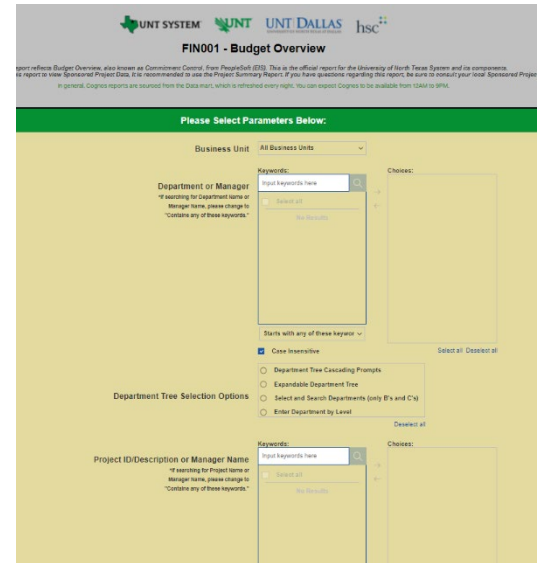 UNT SYSTEM UNT UNT DALLAS hsc
FIN001 - Budget Overview
eport reflects Budget Overview, also known as Commitment Control, from PeopleSoft (EIS). This is the official report for the University of North Texas System and its components.
s report to view Sponsored Project Data, it is recommended to use the Project Summary Report. If you have questions regarding this report, be sure to consult your local Sponsored Projec
In general, Cognos reports are sourced from the Data mart, which is refreshed every night. You can expect Cognos to be available from 12AM to 9PM.
Please Select Parameters Below:
Business Unit
All Business Units
Department or Manager
*If searching for Department Name or
Manager Name, please change to
"Contains any of these keywords."
Keywords:
Input keywords here
Select all
No Results
Choices:
Starts with any of these keywor
Case Insensitive
Select all Deselect all
Department Tree Selection Options
Department Tree Cascading Prompts
Expandable Department Tree
Select and Search Departments (only B's and C's)
Enter Department by Level
Deselect all
Project ID/Description or Manager Name
*If searching for Project Name or
Manager Name, please change to
"Contains any of these keywords."
Keywords:
Input keywords here
Select all
No Results
Choices: